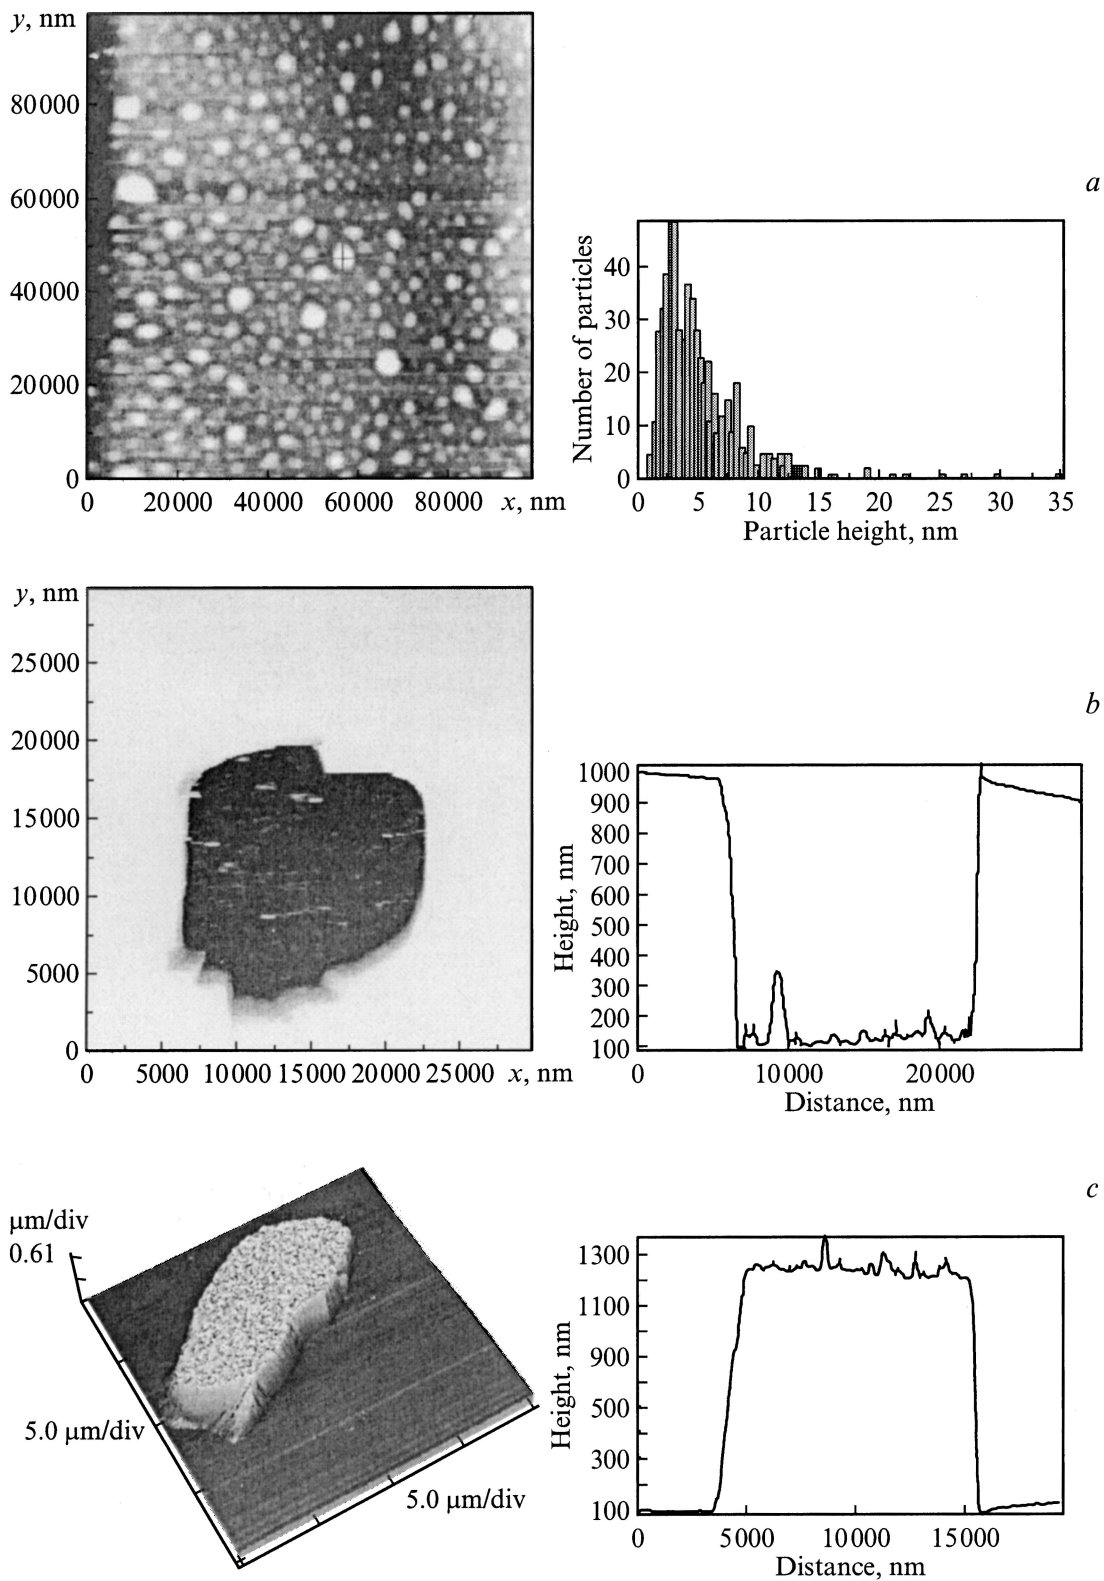 y, nm
80000
60000
40000
20000
0
0 20000 40000 60000 80000 x, nm
a
Number of particles
40
30
20
10
0
0 5 10 15 20 25 30 35
Particle height, nm
y, nm
25000
20000
15000
10000
5000
0
0 5000 10000 15000 20000 25000 x, nm
b
Height, nm
1000
900
800
700
600
500
400
300
200
100
0 10000 20000
Distance, nm
μm/div
0.61
5.0 μm/div
5.0 μm/div
c
Height, nm
1300
1100
900
500
300
100
0 5000 10000 15000
Distance, nm